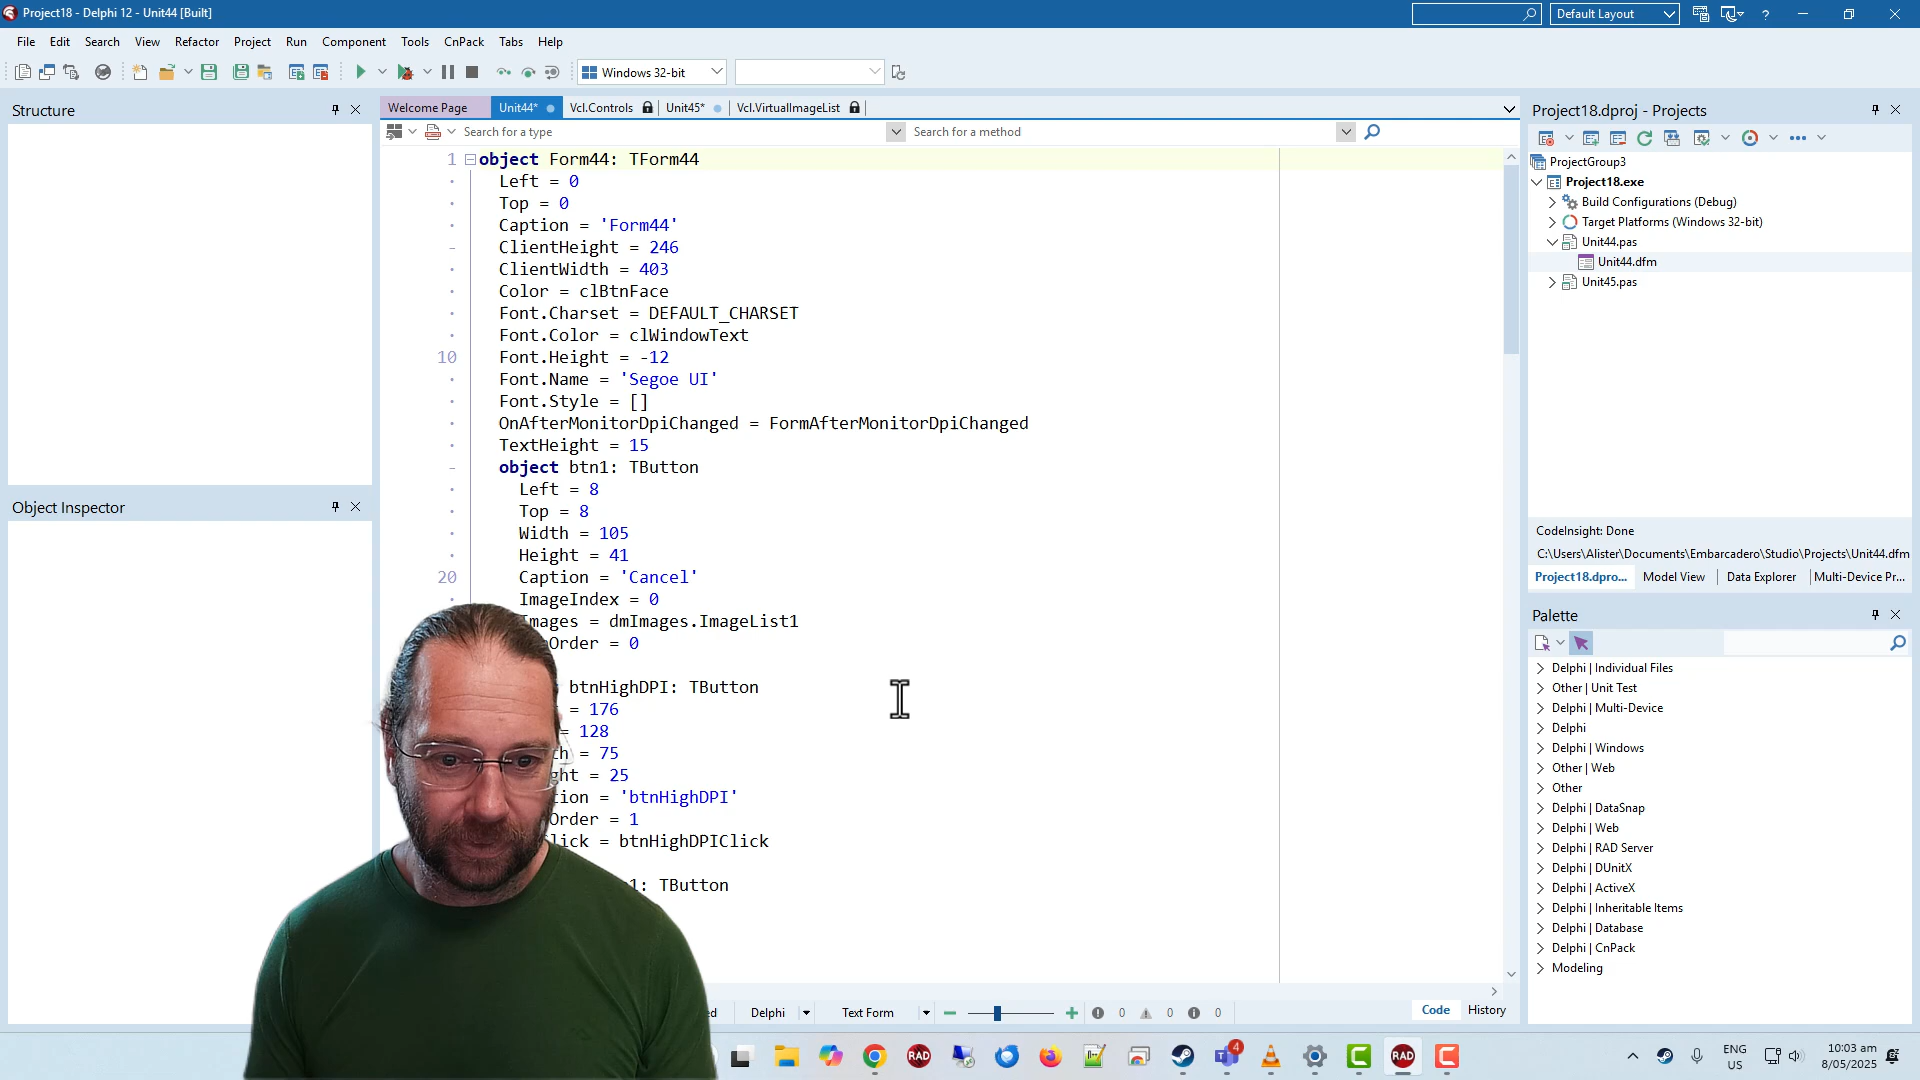 Project18 - Delphi 12 - Unit44 [Built]
Default Layout
?
File Edit Search View Refactor Project Run Component Tools CnPack Tabs Help
Windows 32-bit
Structure
Object Inspector
Welcome Page Unit44* Vcl.Controls Unit45* Vcl.VirtualImageList
Search for a type Search for a method
1 object Form44: TForm44
Left = 0
Top = 0
Caption = 'Form44'
ClientHeight = 246
ClientWidth = 403
Color = clBtnFace
Font.Charset = DEFAULT_CHARSET
Font.Color = clWindowText
10 Font.Height = -12
Font.Name = 'Segoe UI'
Font.Style = []
OnAfterMonitorDpiChanged = FormAfterMonitorDpiChanged
TextHeight = 15
object btn1: TButton
Left = 8
Top = 8
Width = 105
Height = 41
20 Caption = 'Cancel'
ImageIndex = 0
mages = dmImages.ImageList1
Order = 0
btnHighDPI: TButton
= 176
= 128
th = 75
ght = 25
tion = 'btnHighDPI'
Order = 1
lick = btnHighDPIClick
1: TButton
ed Delphi Text Form 0 0 0 Code History
Project18.dproj - Projects
ProjectGroup3
Project18.exe
Build Configurations (Debug)
Target Platforms (Windows 32-bit)
Unit44.pas
Unit44.dfm
Unit45.pas
CodeInsight: Done
C:\Users\Alister\Documents\Embarcadero\Studio\Projects\Unit44.dfm
Project18.dpro... Model View Data Explorer Multi-Device Pr...
Palette
Delphi | Individual Files
Other | Unit Test
Delphi | Multi-Device
Delphi
Delphi | Windows
Other | Web
Other
Delphi | DataSnap
Delphi | Web
Delphi | RAD Server
Delphi | DUnitX
Delphi | ActiveX
Delphi | Inheritable Items
Delphi | Database
Delphi | CnPack
Modeling
RAD
4
RAD
ENG
US
10:03 am
8/05/2025